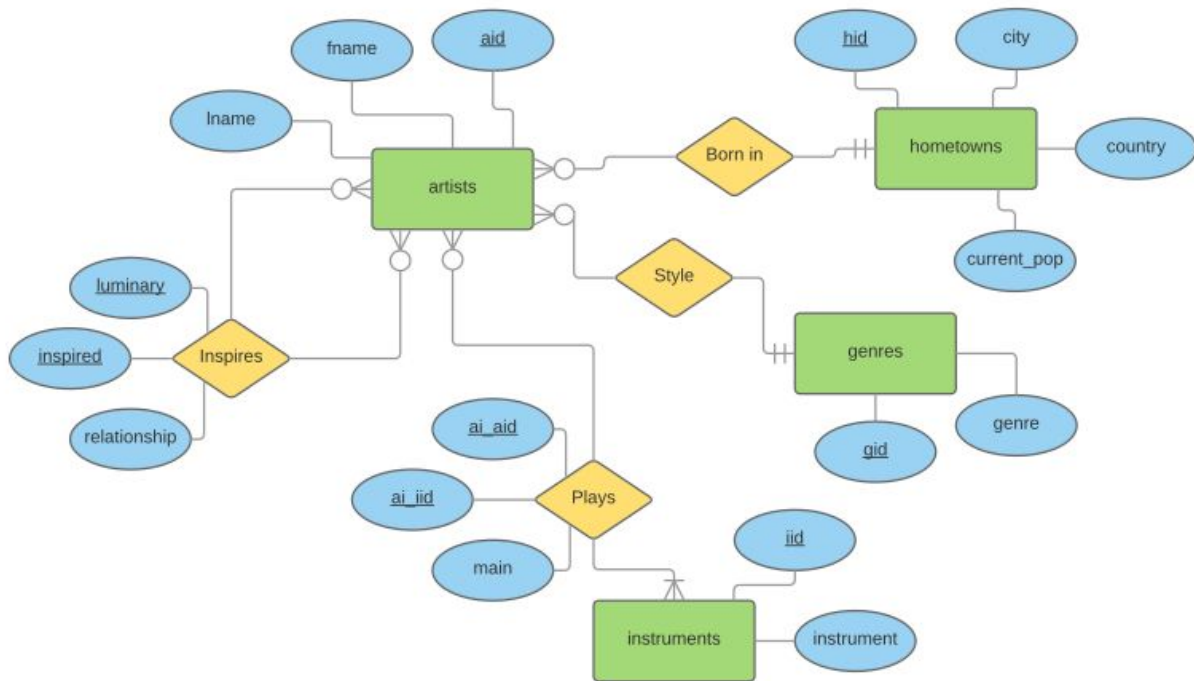 fname
aid
hid
city
lname
Born in
hometowns
country
artists
Style
current_pop
luminary
inspired
Inspires
genres
relationship
ai_aid
genre
gid
ai_iid
Plays
iid
main
instruments
instrument